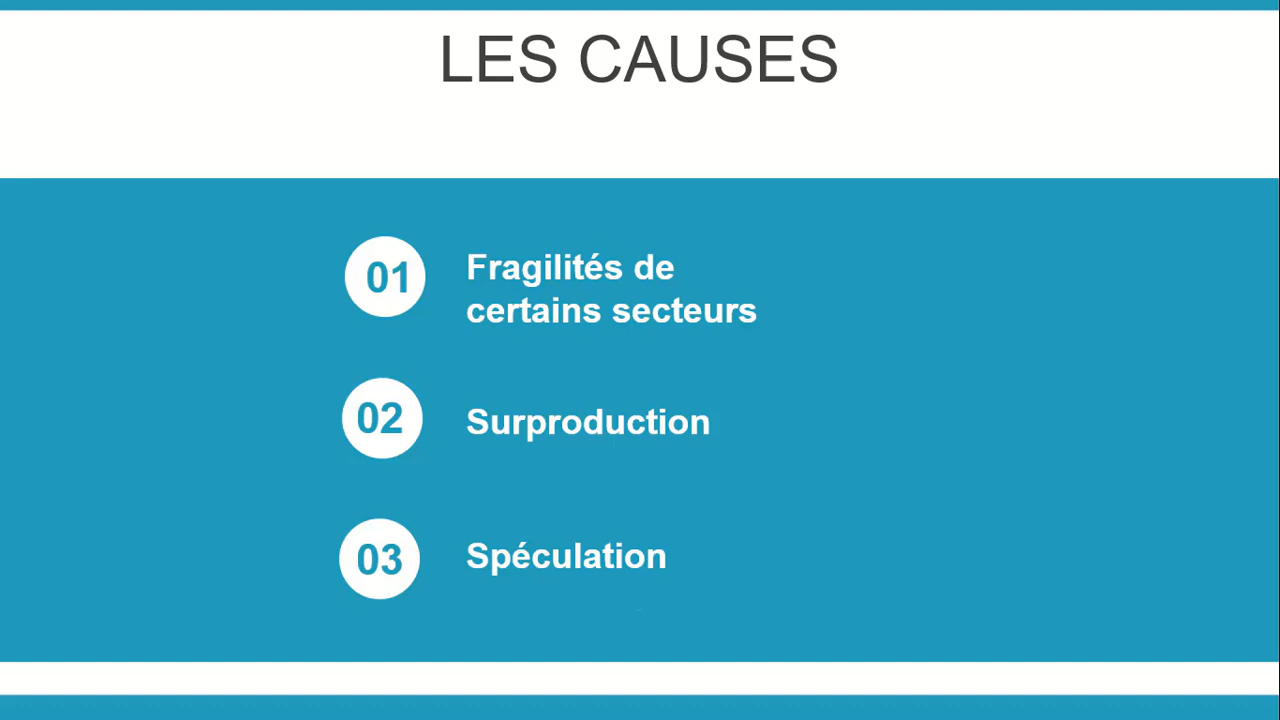 LES CAUSES
01
Fragilités de
certains secteurs
02
Surproduction
03
Spéculation